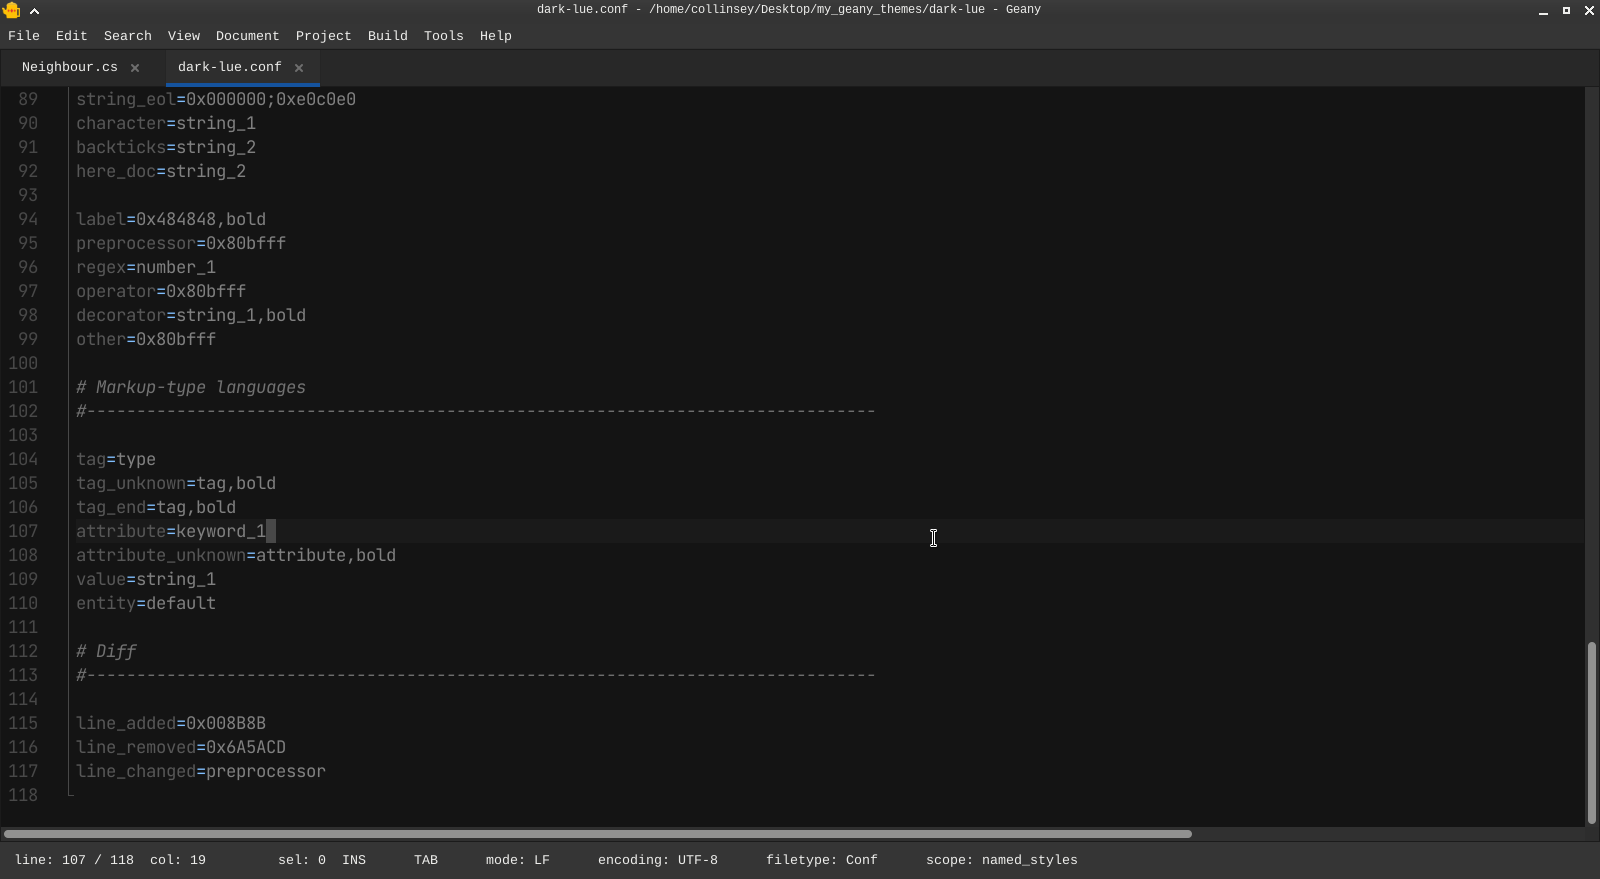 dark-lue.conf - /home/collinsey/Desktop/my_geany_themes/dark-lue - Geany
File Edit Search View Document Project Build Tools Help
Neighbour.cs × dark-lue.conf ×
89 string_eol=0x000000;0xe0c0e0
90 character=string_1
91 backticks=string_2
92 here_doc=string_2
93
94 label=0x484848,bold
95 preprocessor=0x80bfff
96 regex=number_1
97 operator=0x80bfff
98 decorator=string_1,bold
99 other=0x80bfff
100
101 # Markup-type languages
102 #-------------------------------------------------------------------------------
103
104 tag=type
105 tag_unknown=tag,bold
106 tag_end=tag,bold
107 attribute=keyword_1
108 attribute_unknown=attribute,bold
109 value=string_1
110 entity=default
111
112 # Diff
113 #-------------------------------------------------------------------------------
114
115 line_added=0x008B8B
116 line_removed=0x6A5ACD
117 line_changed=preprocessor
118
line: 107 / 118 col: 19 sel: 0 INS TAB mode: LF encoding: UTF-8 filetype: Conf scope: named_styles